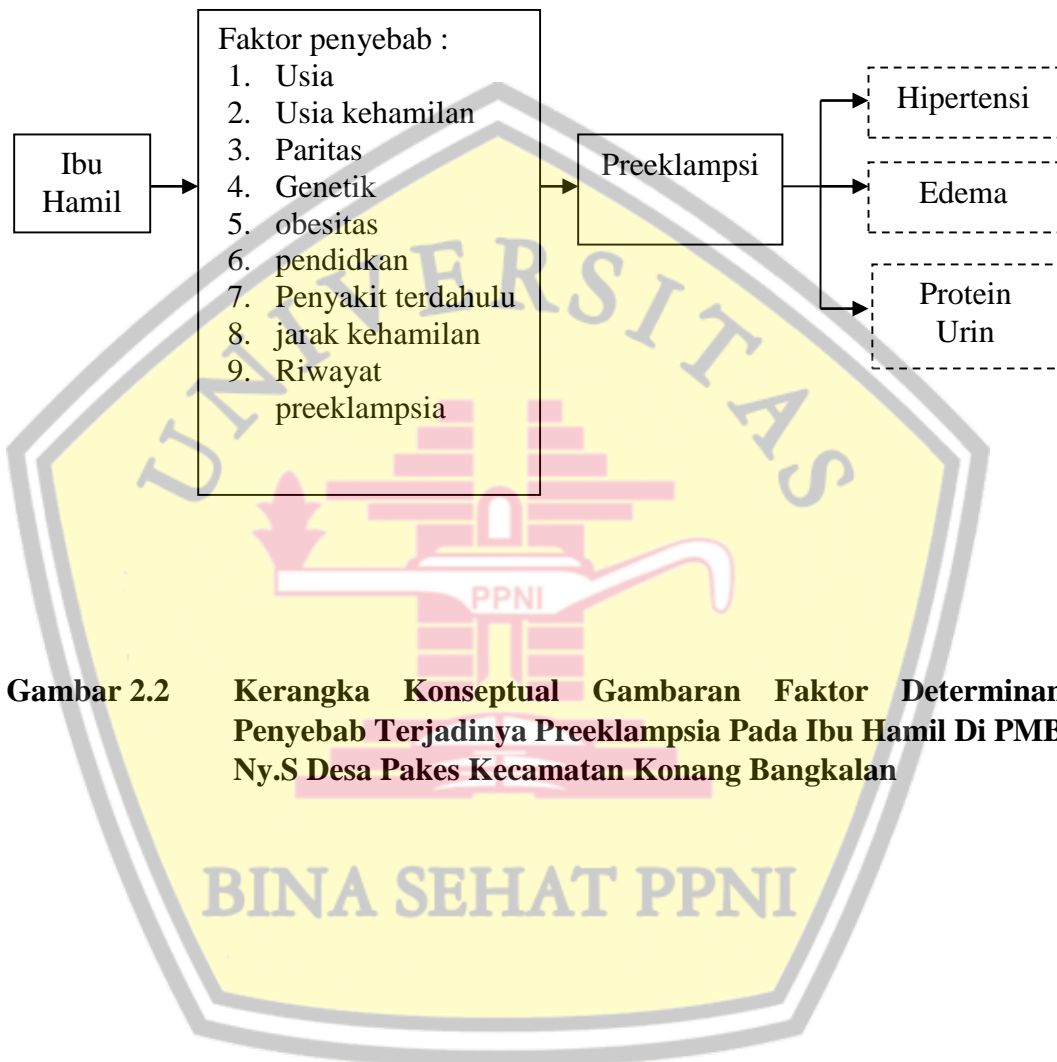 Ibu
Hamil
Faktor penyebab :
1. Usia
2. Usia kehamilan
3. Paritas
4. Genetik
5. obesitas
6. pendidkan
7. Penyakit terdahulu
8. jarak kehamilan
9. Riwayat
preeklampsia
Preeklampsi
Hipertensi
Edema
Protein
Urin
UNIVERSITAS
PPNI
Gambar 2.2 Kerangka Konseptual Gambaran Faktor Determinan
Penyebab Terjadinya Preeklampsia Pada Ibu Hamil Di PMB
Ny.S Desa Pakes Kecamatan Konang Bangkalan
BINA SEHAT PPNI